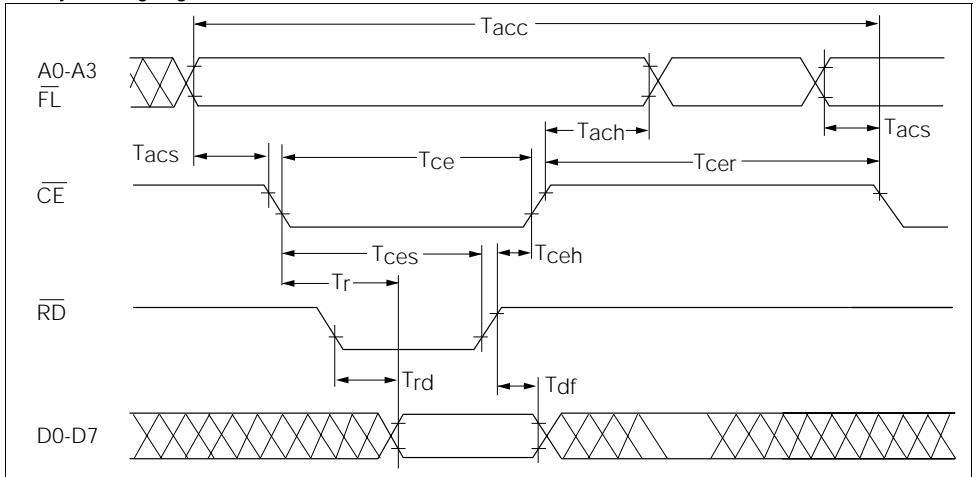 Tacc
A0-A3
FL
Tach
Tacs
Tacs
Tce
Tcer
CE
Tces
Tceh
Tr
RD
Trd
Tdf
D0-D7